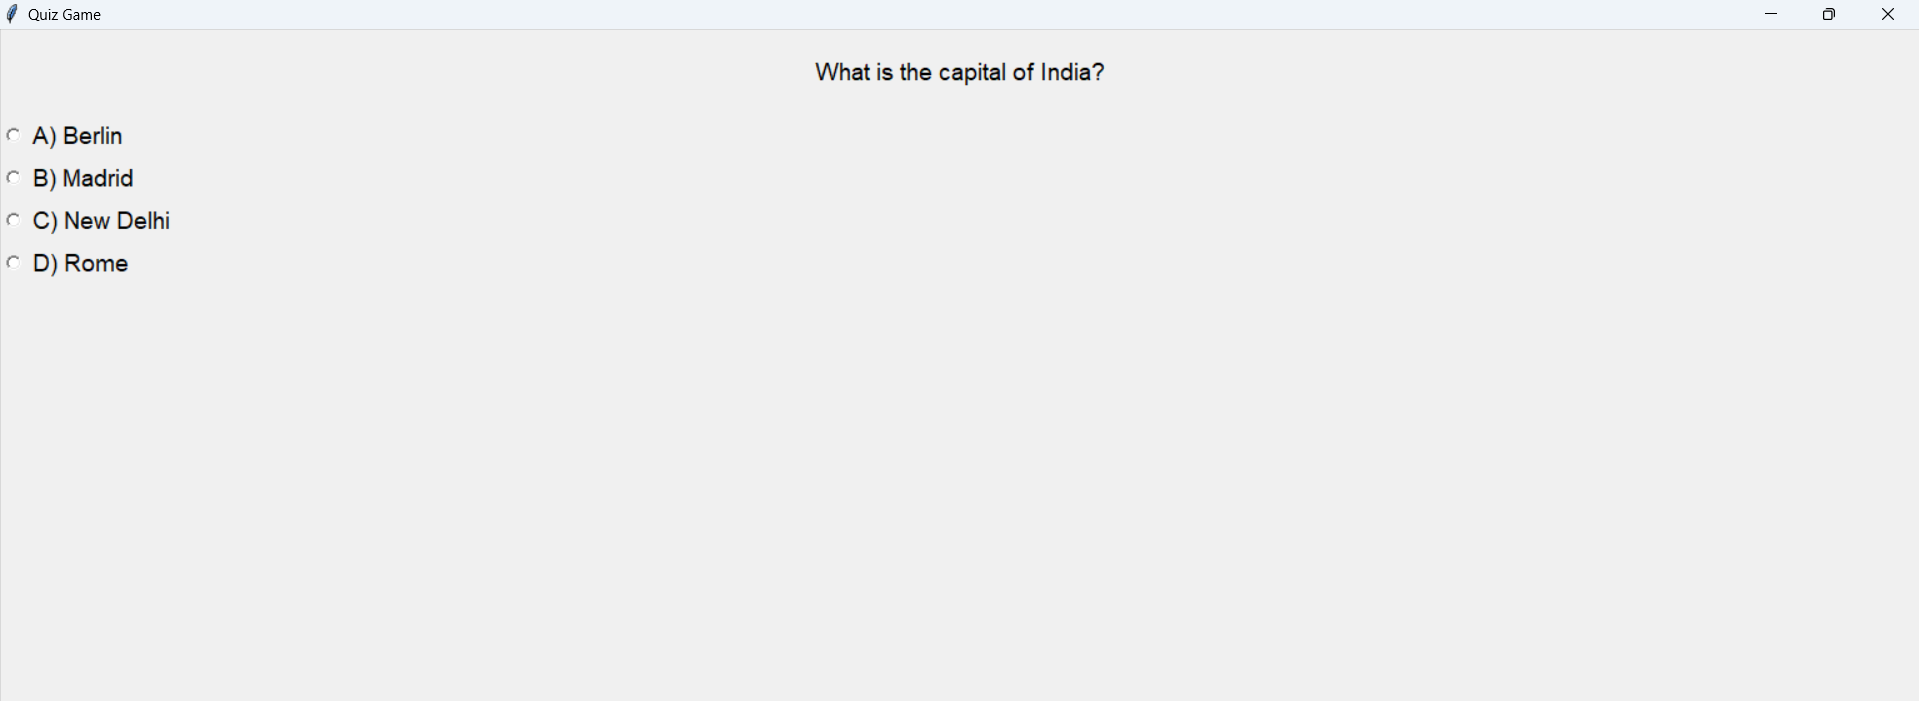 Quiz Game
What is the capital of India?
A) Berlin
B) Madrid
C) New Delhi
D) Rome